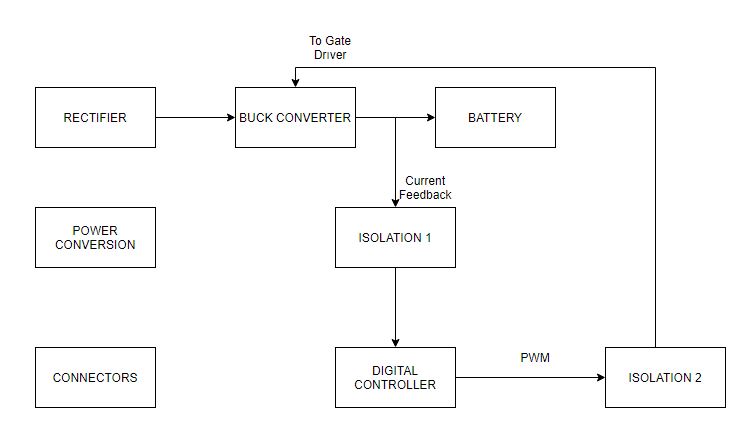 To Gate
Driver
RECTIFIER
BUCK CONVERTER
BATTERY
Current
Feedback
POWER
CONVERSION
ISOLATION 1
CONNECTORS
DIGITAL
CONTROLLER
PWM
ISOLATION 2